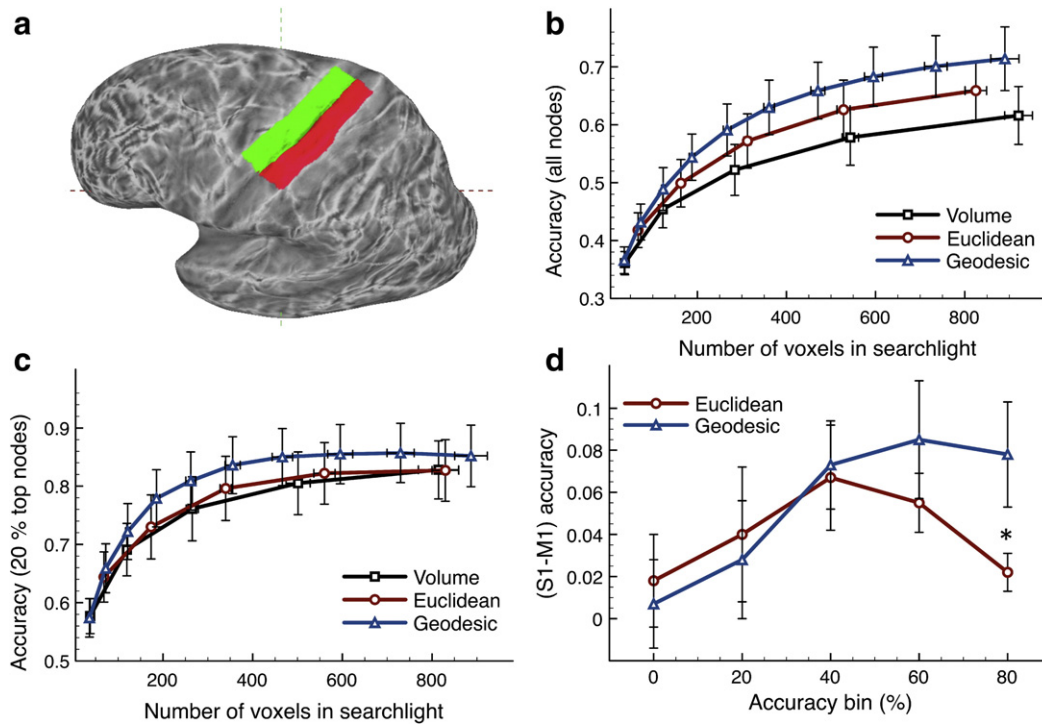 a
b
Accuracy (all nodes)
0.7
0.6
0.5
0.4
0.3
Volume
Euclidean
Geodesic
200
400
600
800
Number of voxels in searchlight
c
Accuracy (20 % top nodes)
0.9
0.8
0.7
0.6
0.5
Volume
Euclidean
Geodesic
200
400
600
800
Number of voxels in searchlight
d
(S1-M1) accuracy
0.1
0.08
0.06
0.04
0.02
0
Euclidean
Geodesic
*
0
20
40
60
80
Accuracy bin (%)